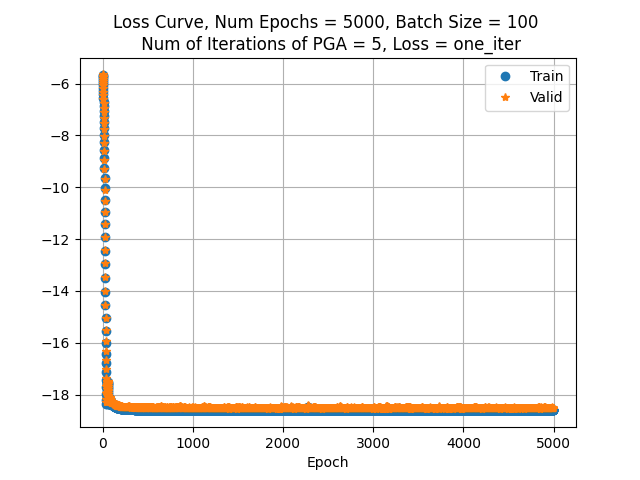 Loss Curve, Num Epochs = 5000, Batch Size = 100
Num of Iterations of PGA = 5, Loss = one_iter
Train
Valid
−6
−8
−10
−12
−14
−16
−18
0 1000 2000 3000 4000 5000
Epoch